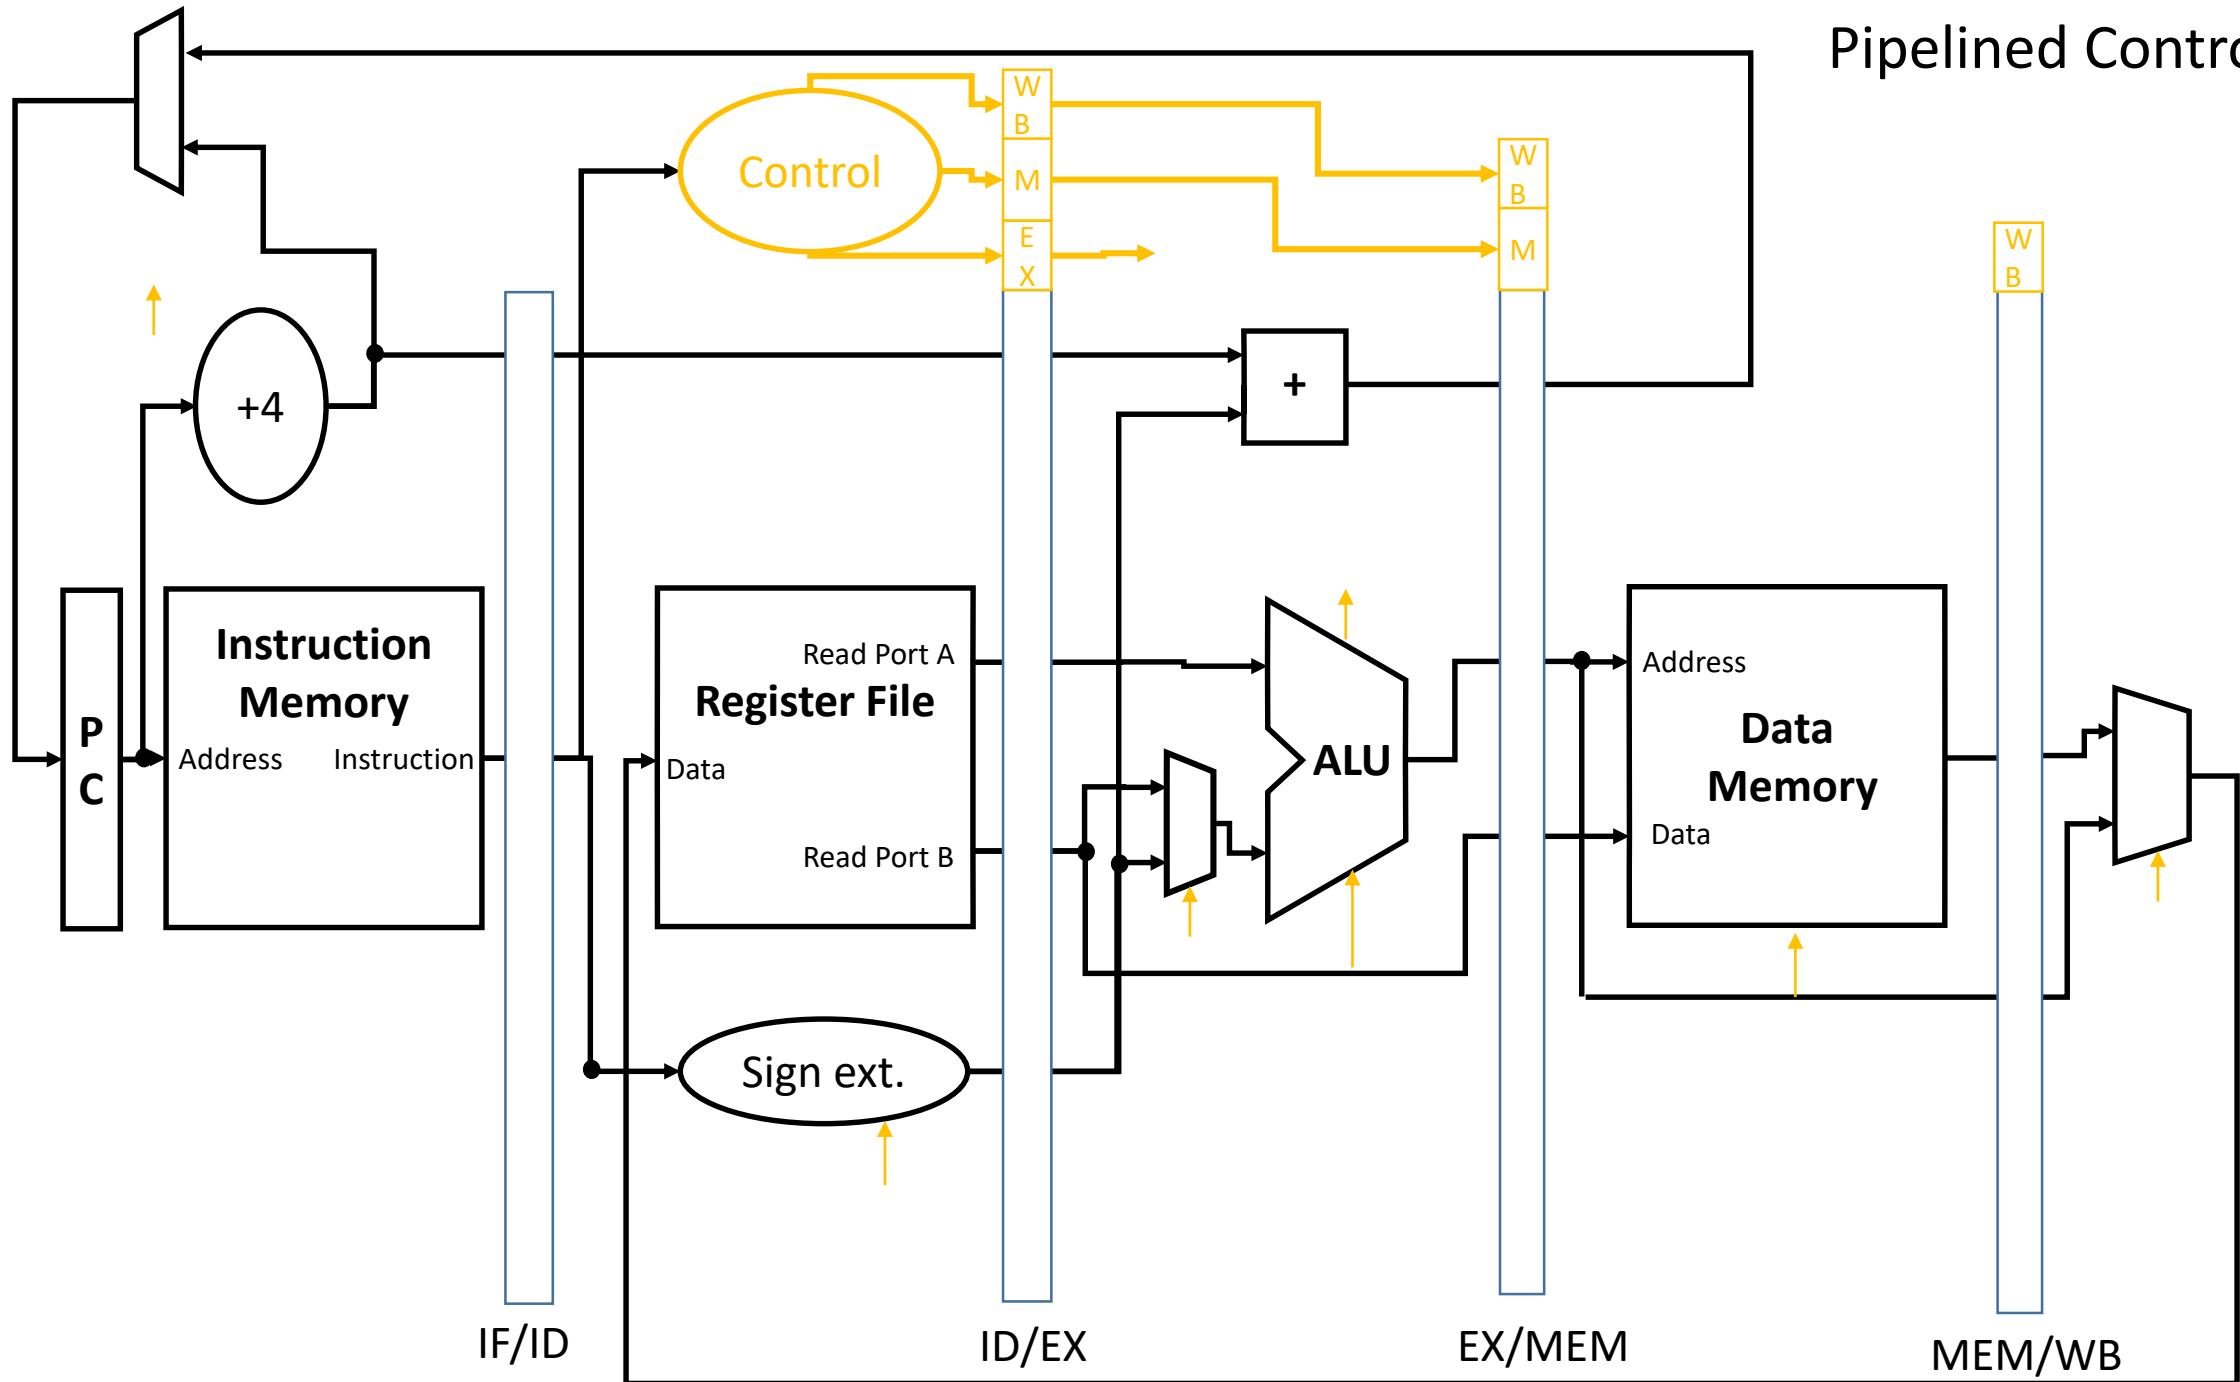 Pipelined Contro
W
B
M
E
X
Control
W
B
M
W
B
+4
+
Instruction
Memory
Address
Instruction
P
C
Read Port A
Register File
Data
Read Port B
ALU
Address
Data
Memory
Data
Sign ext.
IF/ID
ID/EX
EX/MEM
MEM/WB